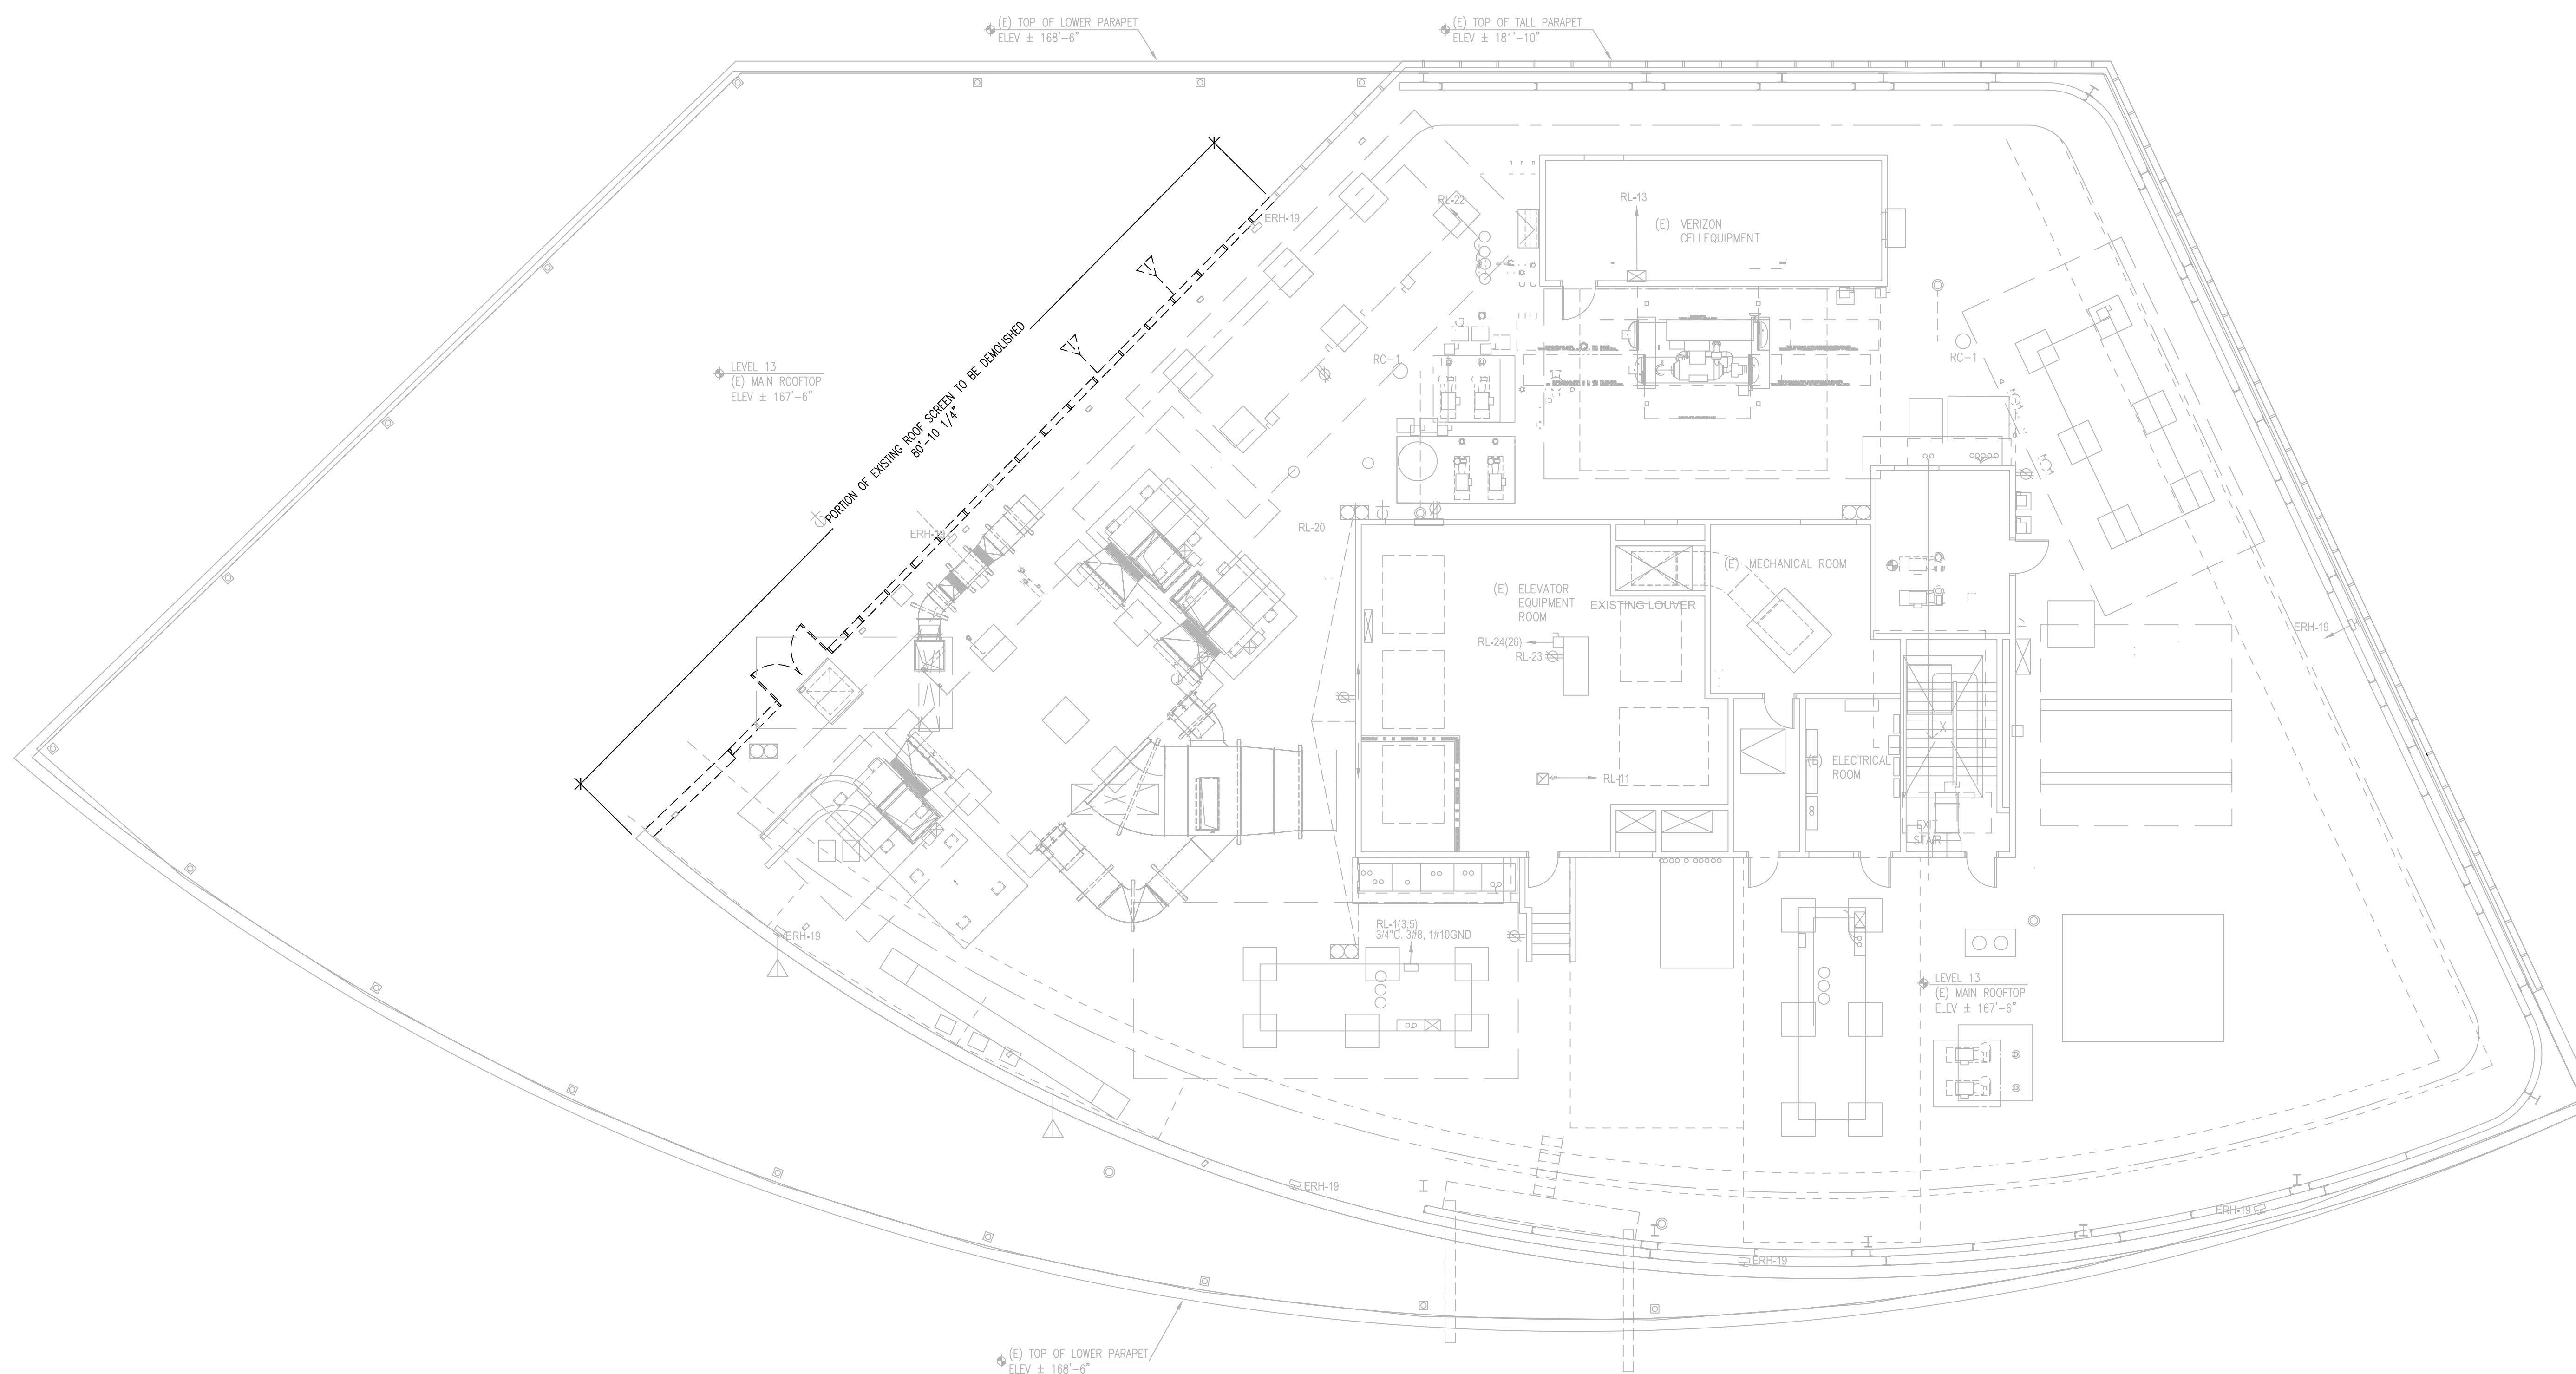 (E) TOP OF LOWER PARAPET
ELEV ± 168'-6"
(E) TOP OF TALL PARAPET
ELEV ± 181'-10"
RL-22
RL-13
ERH-19
(E) VERIZON
CELLEQUIPMENT
PORTION OF EXISTING ROOF SCREEN TO BE DEMOLISHED
80'-10 1/4"
RC-1
RC-1
LEVEL 13
(E) MAIN ROOFTOP
ELEV ± 167'-6"
ERH-19
RL-20
(E) MECHANICAL ROOM
(E) ELEVATOR
EQUIPMENT
ROOM
EXISTING LOUVER
ERH-19
RL-24(26)
RL-23
(E) ELECTRICAL
ROOM
RL-11
EXIT
STAIR
RL-1(3,5)
3/4"C, 3#8, 1#10GND
ERH-19
LEVEL 13
(E) MAIN ROOFTOP
ELEV ± 167'-6"
ERH-19
ERH-19
ERH-19
(E) TOP OF LOWER PARAPET
ELEV ± 168'-6"